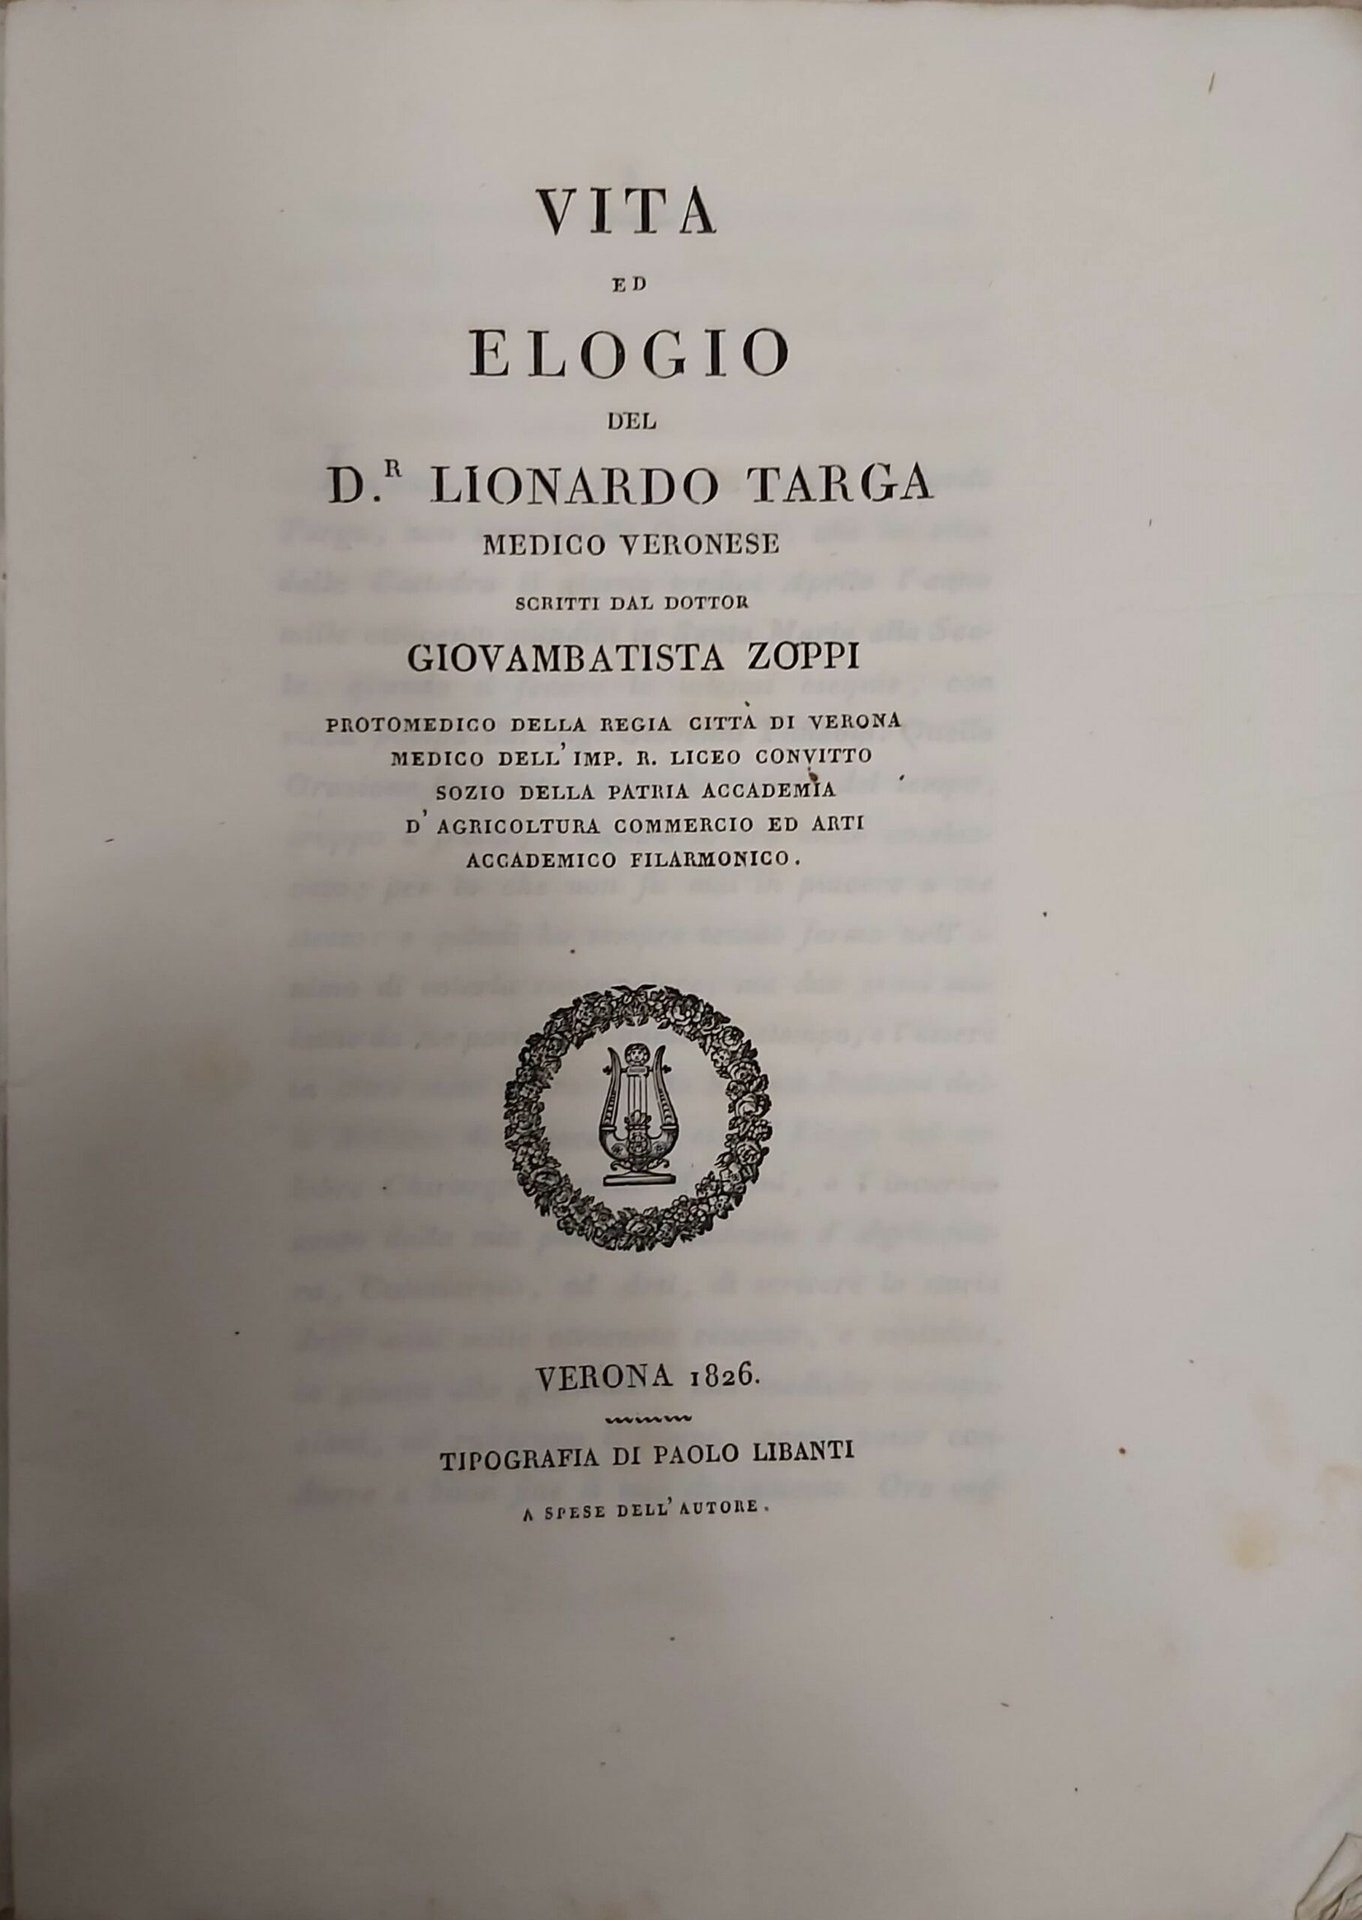 VITA
ED
ELOGIO
DEL
D.R LIONARDO TARGA
MEDICO VERONESE
SCRITTI DAL DOTTOR
GIOVAMBATISTA ZOPPI
PROTOMEDICO DELLA REGIA CITTÀ DI VERONA
MEDICO DELL' IMP. R. LICEO CONVITTO
SOZIO DELLA PATRIA ACCADEMIA
D' AGRICOLTURA COMMERCIO ED ARTI
ACCADEMICO FILARMONICO.
VERONA 1826.
TIPOGRAFIA DI PAOLO LIBANTI
A SPESE DELL' AUTORE.